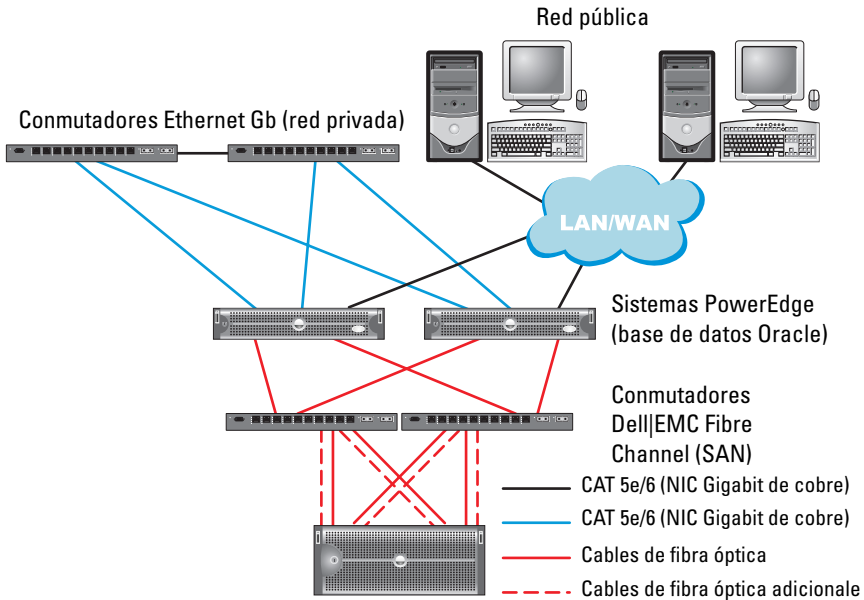 Red pública
Conmutadores Ethernet Gb (red privada)
LAN/WAN
Sistemas PowerEdge
(base de datos Oracle)
Conmutadores
Dell|EMC Fibre
Channel (SAN)
CAT 5e/6 (NIC Gigabit de cobre)
CAT 5e/6 (NIC Gigabit de cobre)
Cables de fibra óptica
Cables de fibra óptica adicionale